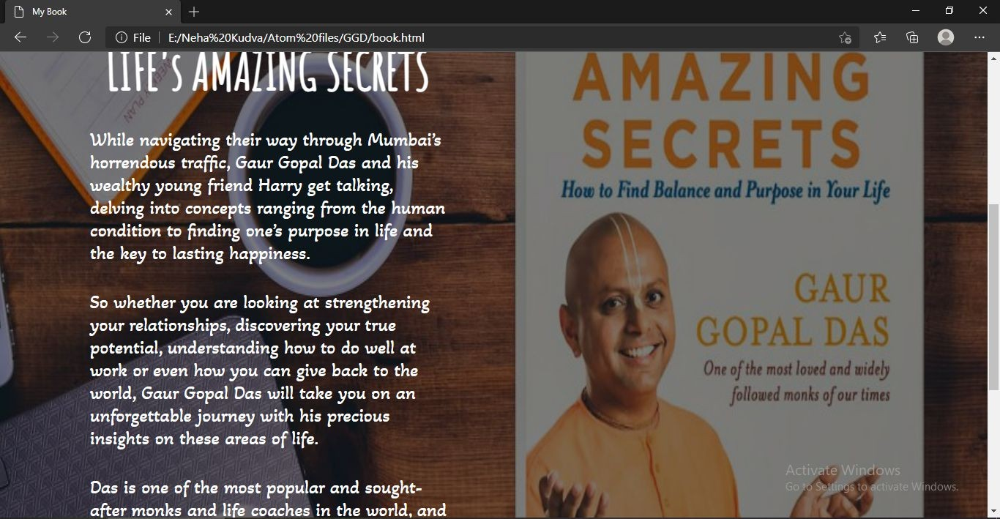 My Book
File
E:/Neha%20Kudva/Atom%20files/GGD/book.html
LIFE's AMAZING SECRETS
While navigating their way through Mumbai’s
horrendous traffic, Gaur Gopal Das and his
wealthy young friend Harry get talking,
delving into concepts ranging from the human
condition to finding one’s purpose in life and
the key to lasting happiness.
So whether you are looking at strengthening
your relationships, discovering your true
potential, understanding how to do well at
work or even how you can give back to the
world, Gaur Gopal Das will take you on an
unforgettable journey with his precious
insights on these areas of life.
Das is one of the most popular and sought-
after monks and life coaches in the world, and
WEEKLY PLAN
AMAZING
SECRETS
How to Find Balance and Purpose in Your Life
GAUR
GOPAL DAS
One of the most loved and widely
followed monks of our times
Activate Windows
Go to Settings to activate Windows.